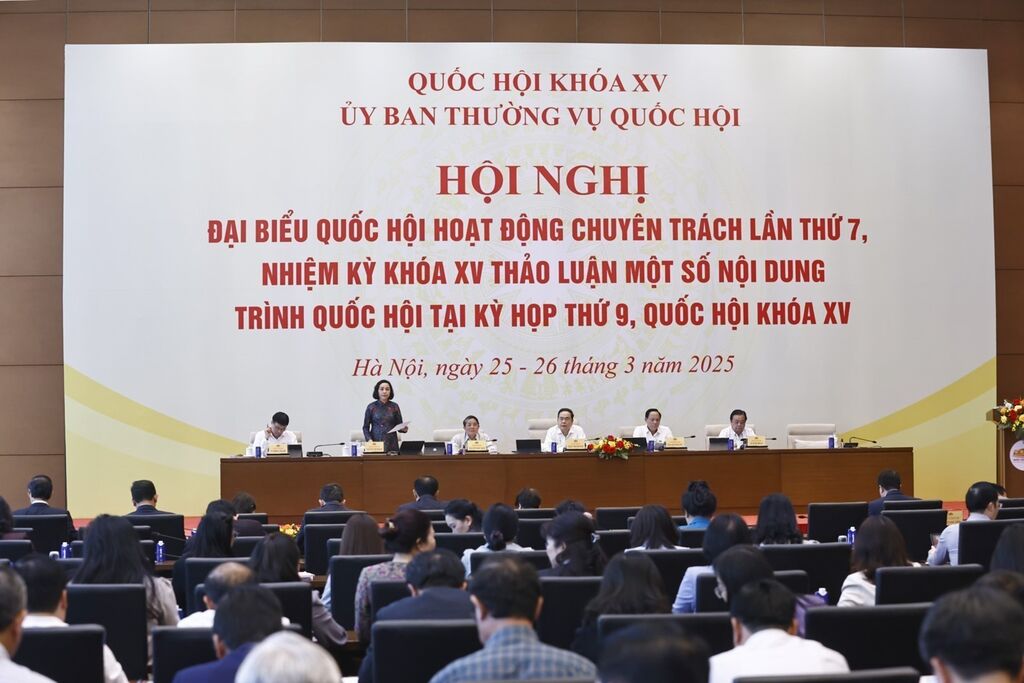 QUỐC HỘI KHÓA XV
ỦY BAN THƯỜNG VỤ QUỐC HỘI
HỘI NGHỊ
ĐẠI BIỂU QUỐC HỘI HOẠT ĐỘNG CHUYÊN TRÁCH LẦN THỨ 7,
NHIỆM KỲ KHÓA XV THẢO LUẬN MỘT SỐ NỘI DUNG
TRÌNH QUỐC HỘI TẠI KỲ HỌP THỨ 9, QUỐC HỘI KHÓA XV
Hà Nội, ngày 25 - 26 tháng 3 năm 2025